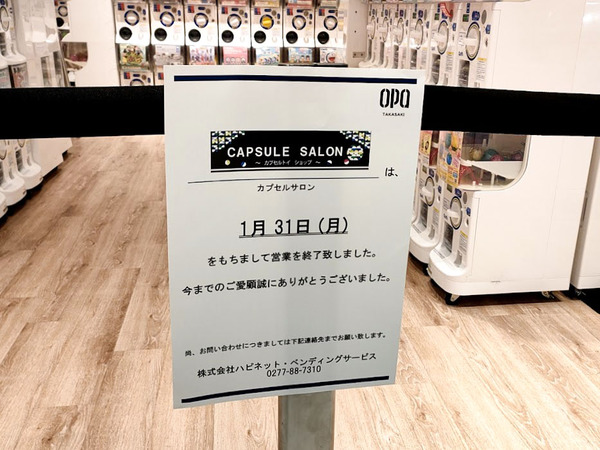 OPA
TAKASAKI
CAPSULE SALON
～ カプセルトイ ショップ ～
は、
カプセルサロン
1月 31日 (月)
をもちまして営業を終了致しました。
今までのご愛顧誠にありがとうございました。
尚、お問い合わせにつきましては下記連絡先までお願い致します。
株式会社ハピネット・ベンディングサービス
0277-88-7310